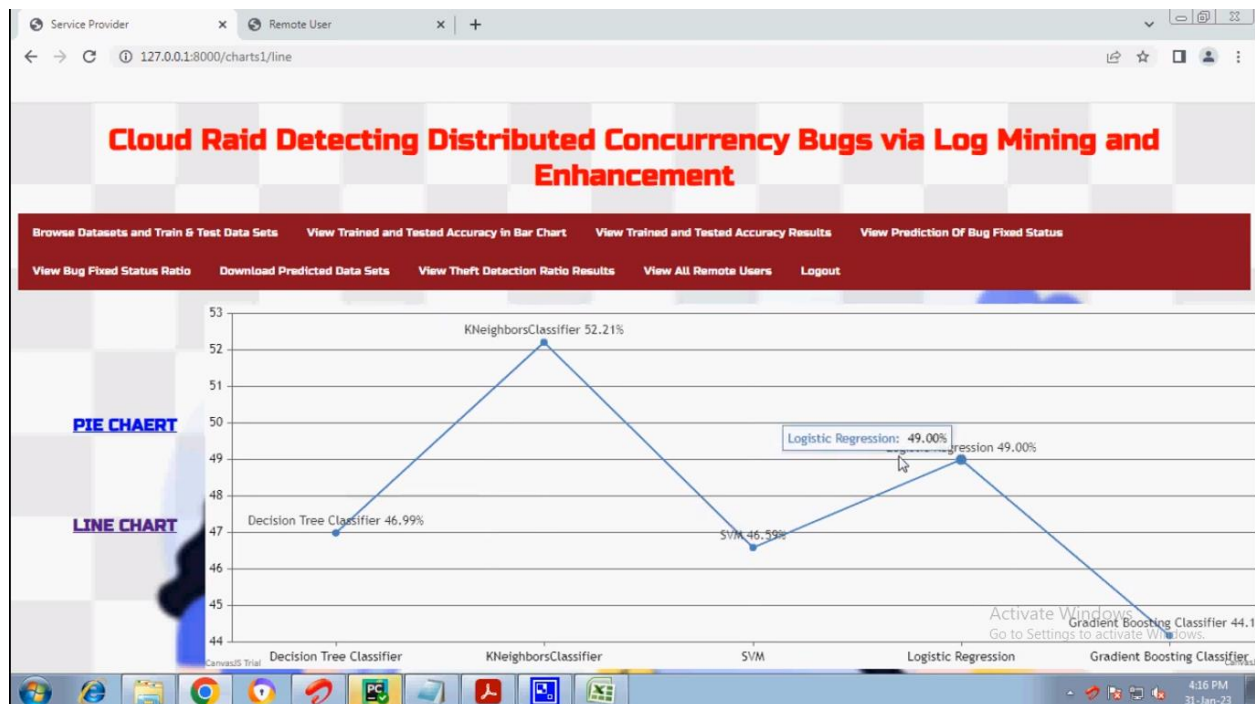 Service Provider
Remote User
127.0.0.1:8000/charts1/line
Cloud Raid Detecting Distributed Concurrency Bugs via Log Mining and
Enhancement
Browse Datasets and Train & Test Data Sets View Trained and Tested Accuracy in Bar Chart View Trained and Tested Accuracy Results View Prediction Of Bug Fixed Status
View Bug Fixed Status Ratio Download Predicted Data Sets View Theft Detection Ratio Results View All Remote Users Logout
PIE CHAERT
LINE CHART
53
52
51
50
49
48
47
46
45
44
KNeighborsClassifier 52.21%
Logistic Regression: 49.00%
gression 49.00%
Decision Tree Classifier 46.99%
SVM 46.59%
Gradient Boosting Classifier 44.1
Activate Windows
Go to Settings to activate Windows.
Decision Tree Classifier KNeighborsClassifier SVM Logistic Regression Gradient Boosting Classifier
CanvasJS Trial
PC
4:16 PM
31-Jan-23